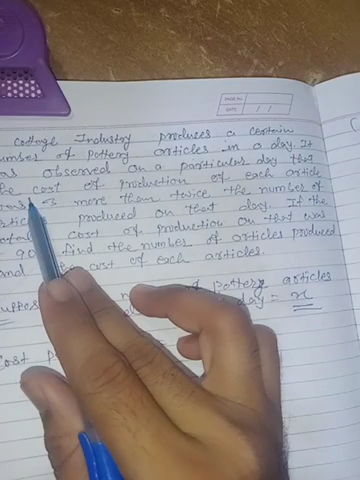 PAGE NO.
DATE / /
cottage Industry produces a certain
number of pottery articles in a day. It
was observed on a particular day that
the cost of production of each article
was 3 more them twice the number of
articles produced on that day. If the
total cost of production on that was
90 find the number of articles produced
and cost of each articles.
Suppose of pottery articles
day = x
Cost